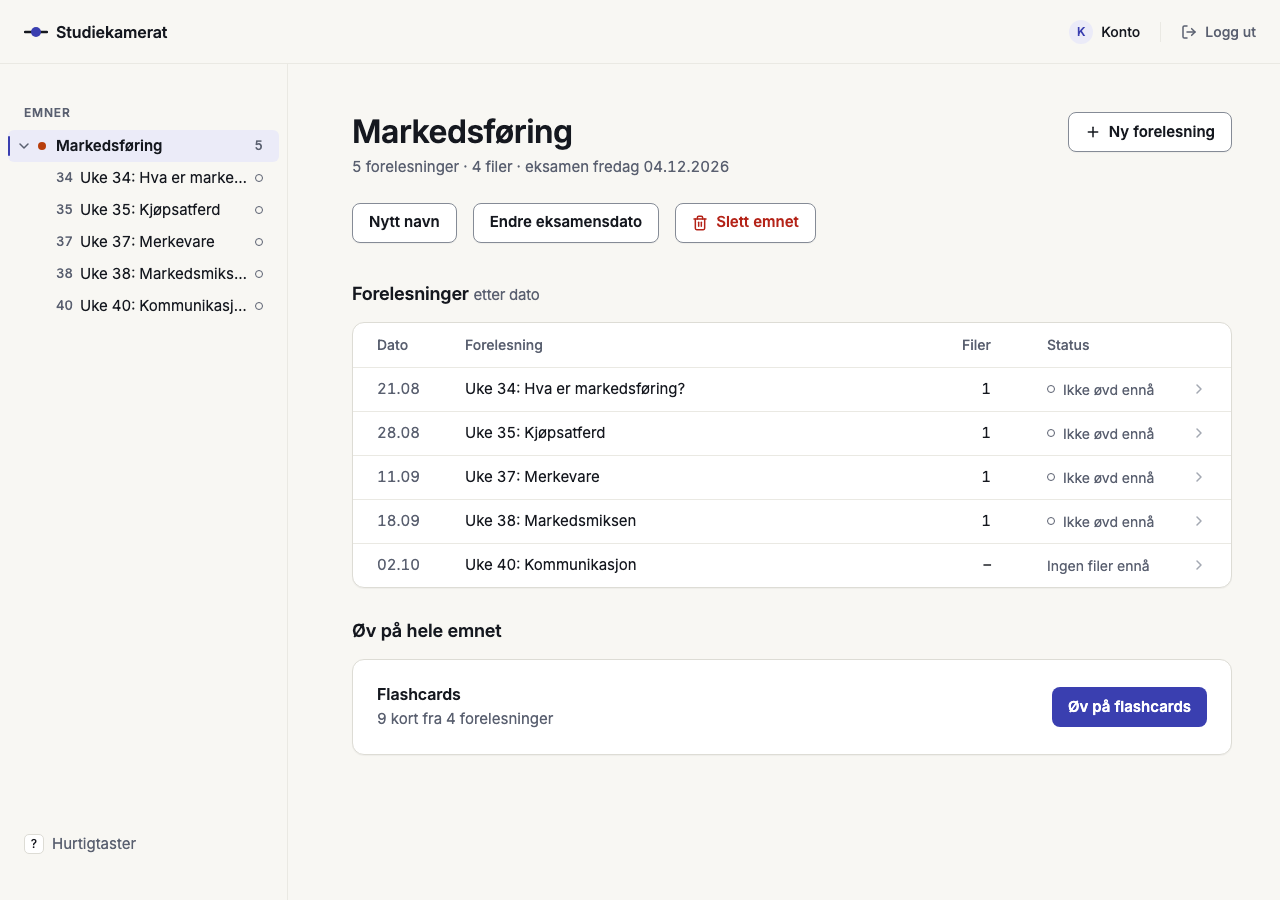 Studiekamerat
K Konto
Logg ut
EMNER
Markedsføring 5
34 Uke 34: Hva er marke...
35 Uke 35: Kjøpsatferd
37 Uke 37: Merkevare
38 Uke 38: Markedsmiks...
40 Uke 40: Kommunikasj...
? Hurtigtaster
Markedsføring
5 forelesninger · 4 filer · eksamen fredag 04.12.2026
+ Ny forelesning
Nytt navn
Endre eksamensdato
Slett emnet
Forelesninger etter dato
Dato Forelesning Filer Status
21.08 Uke 34: Hva er markedsføring? 1 Ikke øvd ennå
28.08 Uke 35: Kjøpsatferd 1 Ikke øvd ennå
11.09 Uke 37: Merkevare 1 Ikke øvd ennå
18.09 Uke 38: Markedsmiksen 1 Ikke øvd ennå
02.10 Uke 40: Kommunikasjon – Ingen filer ennå
Øv på hele emnet
Flashcards
9 kort fra 4 forelesninger
Øv på flashcards